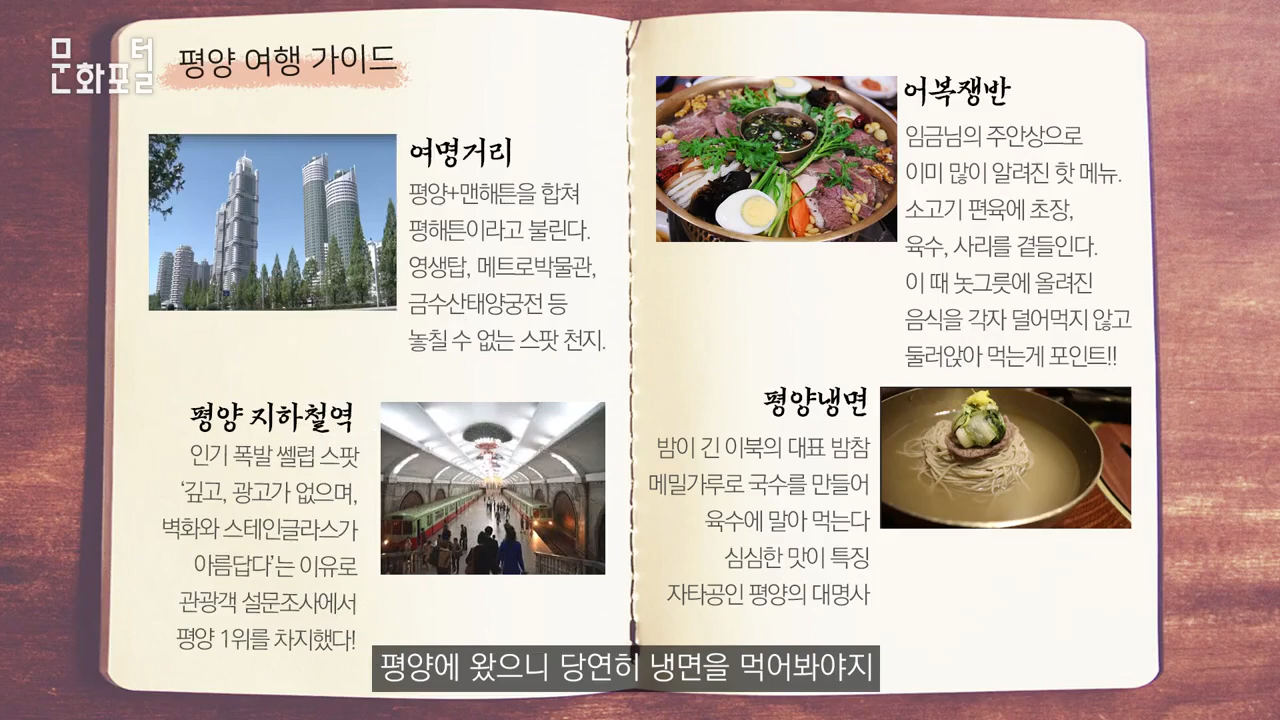 문화포털
평양 여행 가이드
여명거리
평양+맨해튼을 합쳐
평해튼이라고 불린다.
영생탑, 메트로박물관,
금수산태양궁전 등
놓칠 수 없는 스팟 천지.
평양 지하철역
인기 폭발 쎌럽 스팟
‘깊고, 광고가 없으며,
벽화와 스테인글라스가
아름답다’는 이유로
관광객 설문조사에서
평양 1위를 차지했다!
어복쟁반
임금님의 주안상으로
이미 많이 알려진 핫 메뉴.
소고기 편육에 초장,
육수, 사리를 곁들인다.
이 때 놋그릇에 올려진
음식을 각자 덜어먹지 않고
둘러앉아 먹는게 포인트!!
평양냉면
밤이 긴 이북의 대표 밤참
메밀가루로 국수를 만들어
육수에 말아 먹는다
심심한 맛이 특징
자타공인 평양의 대명사
평양에 왔으니 당연히 냉면을 먹어봐야지